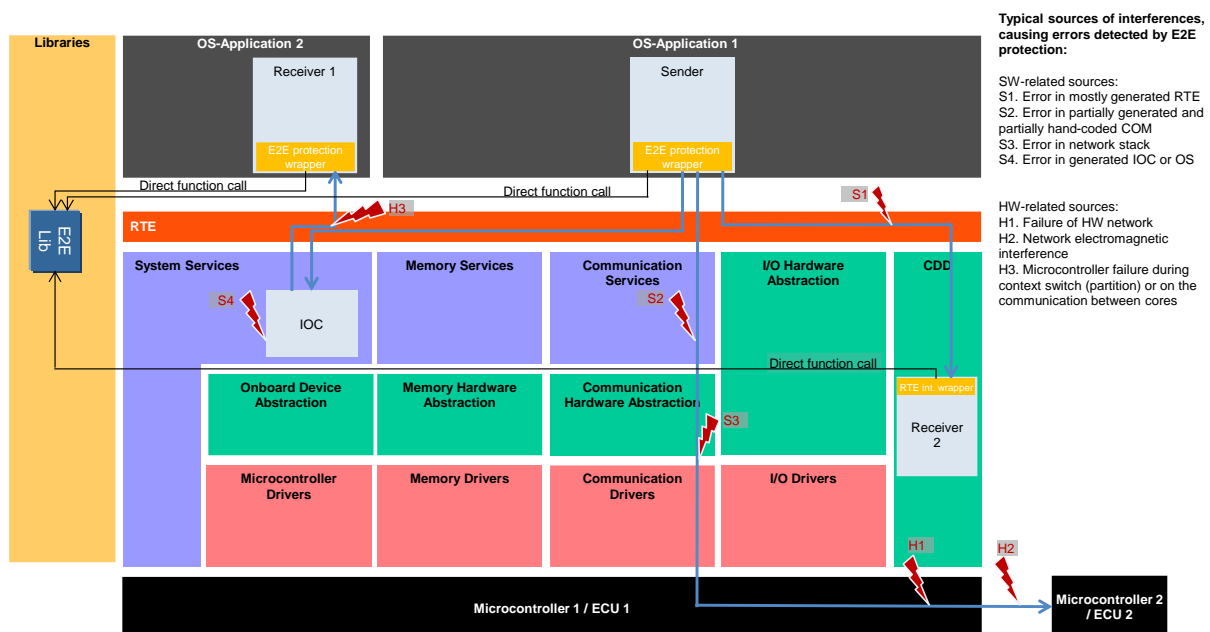 Typical sources of interferences,
causing errors detected by E2E
protection:
SW-related sources:
S1. Error in mostly generated RTE
S2. Error in partially generated and
partially hand-coded COM
S3. Error in network stack
S4. Error in generated IOC or OS
HW-related sources:
H1. Failure of HW network
H2. Network electromagnetic
interference
H3. Microcontroller failure during
context switch (partition) or on the
communication between cores
Libraries
OS-Application 2
OS-Application 1
Receiver 1
Sender
E2E protection
wrapper
E2E protection
wrapper
Direct function call
Direct function call
S1
H3
RTE
E2E
Lib
System Services
Memory Services
Communication
Services
I/O Hardware
Abstraction
CDD
S4
S2
IOC
Direct function call
Onboard Device
Abstraction
Memory Hardware
Abstraction
Communication
Hardware Abstraction
RTE int. wrapper
S3
Receiver
2
Microcontroller
Drivers
Memory Drivers
Communication
Drivers
I/O Drivers
H1
H2
Microcontroller 1 / ECU 1
Microcontroller 2
/ ECU 2